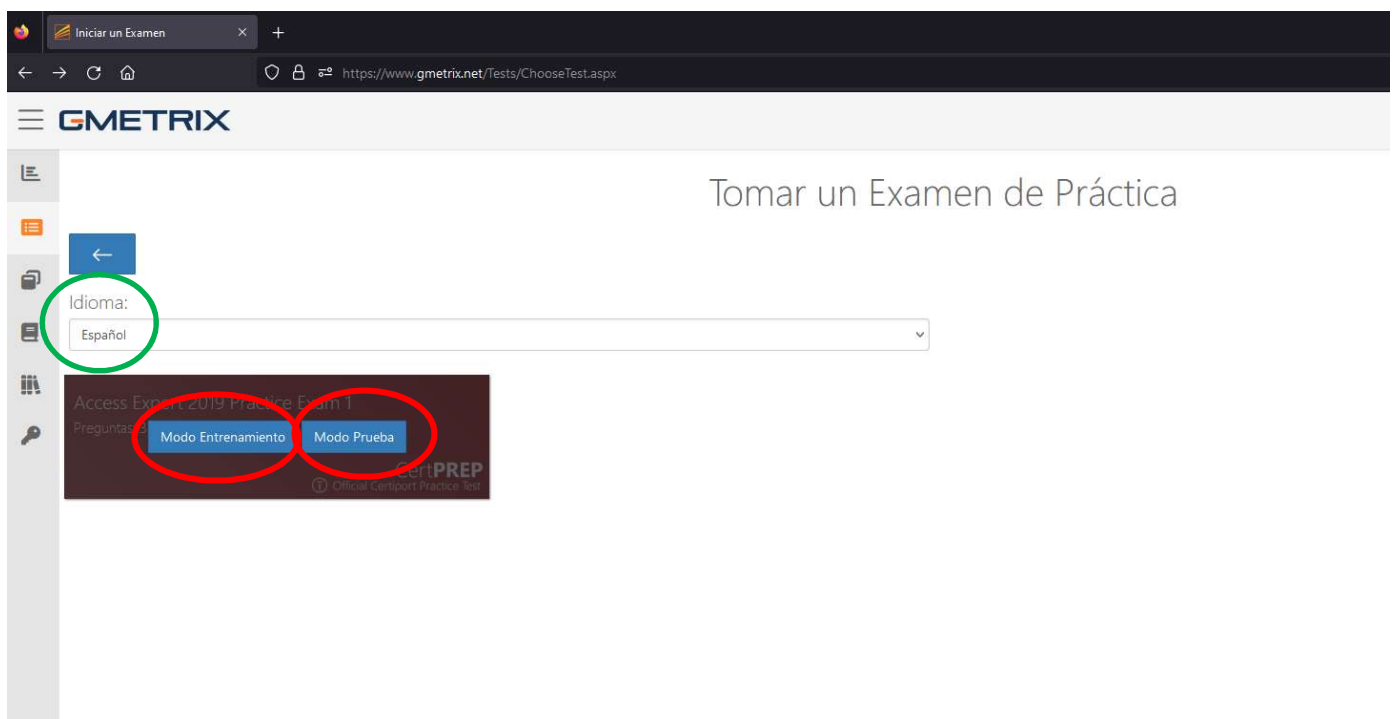 Iniciar un Examen
https://www.gmetrix.net/Tests/ChooseTest.aspx
GMETRIX
Tomar un Examen de Práctica
Idioma:
Español
Access Expert 2019 Practice Exam 1
Preguntas: 3
Modo Entrenamiento
Modo Prueba
CertPREP
Official Certiport Practice Test